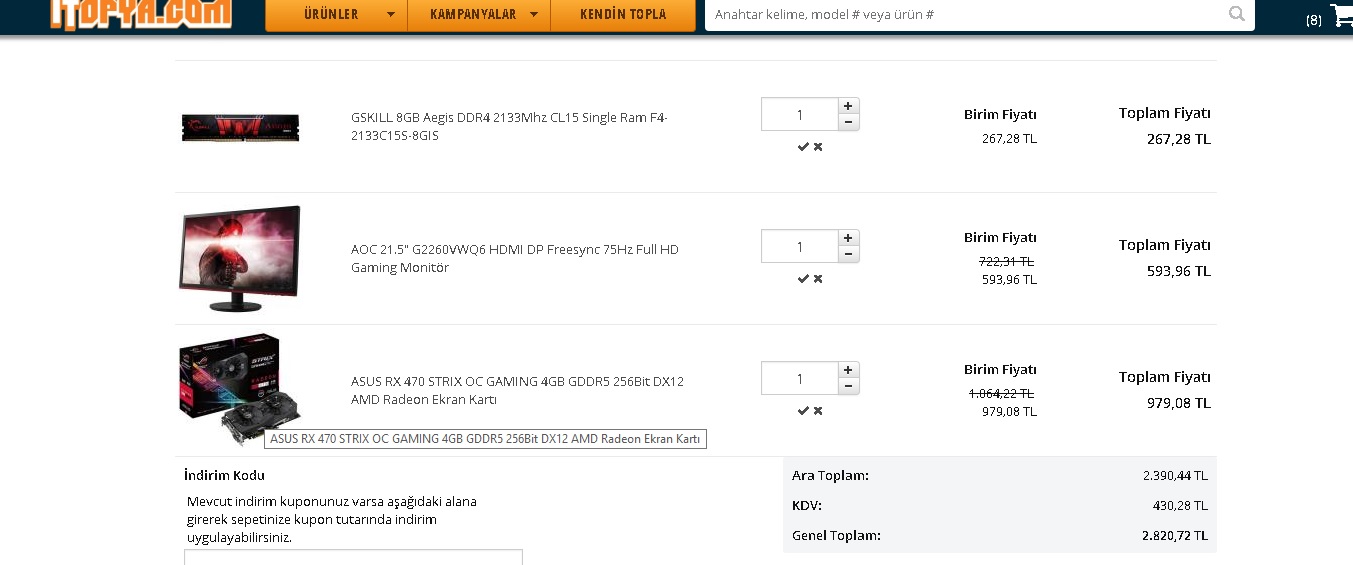 ITOPYA.COM
ÜRÜNLER
KAMPANYALAR
KENDİN TOPLA
Anahtar kelime, model # veya ürün #
(8)
GSKILL 8GB Aegis DDR4 2133Mhz CL15 Single Ram F4-
2133C15S-8GIS
1
Birim Fiyatı
267,28 TL
Toplam Fiyatı
267,28 TL
AOC 21.5" G2260VWQ6 HDMI DP Freesync 75Hz Full HD
Gaming Monitör
1
Birim Fiyatı
722,31 TL
593,96 TL
Toplam Fiyatı
593,96 TL
ASUS RX 470 STRIX OC GAMING 4GB GDDR5 256Bit DX12
AMD Radeon Ekran Kartı
1
Birim Fiyatı
1.064,22 TL
979,08 TL
Toplam Fiyatı
979,08 TL
STRIX
ASUS RX 470 STRIX OC GAMING 4GB GDDR5 256Bit DX12 AMD Radeon Ekran Kartı
İndirim Kodu
Mevcut indirim kuponunuz varsa aşağıdaki alana
girerek sepetinize kupon tutarında indirim
uygulayabilirsiniz.
Ara Toplam: 2.390,44 TL
KDV: 430,28 TL
Genel Toplam: 2.820,72 TL